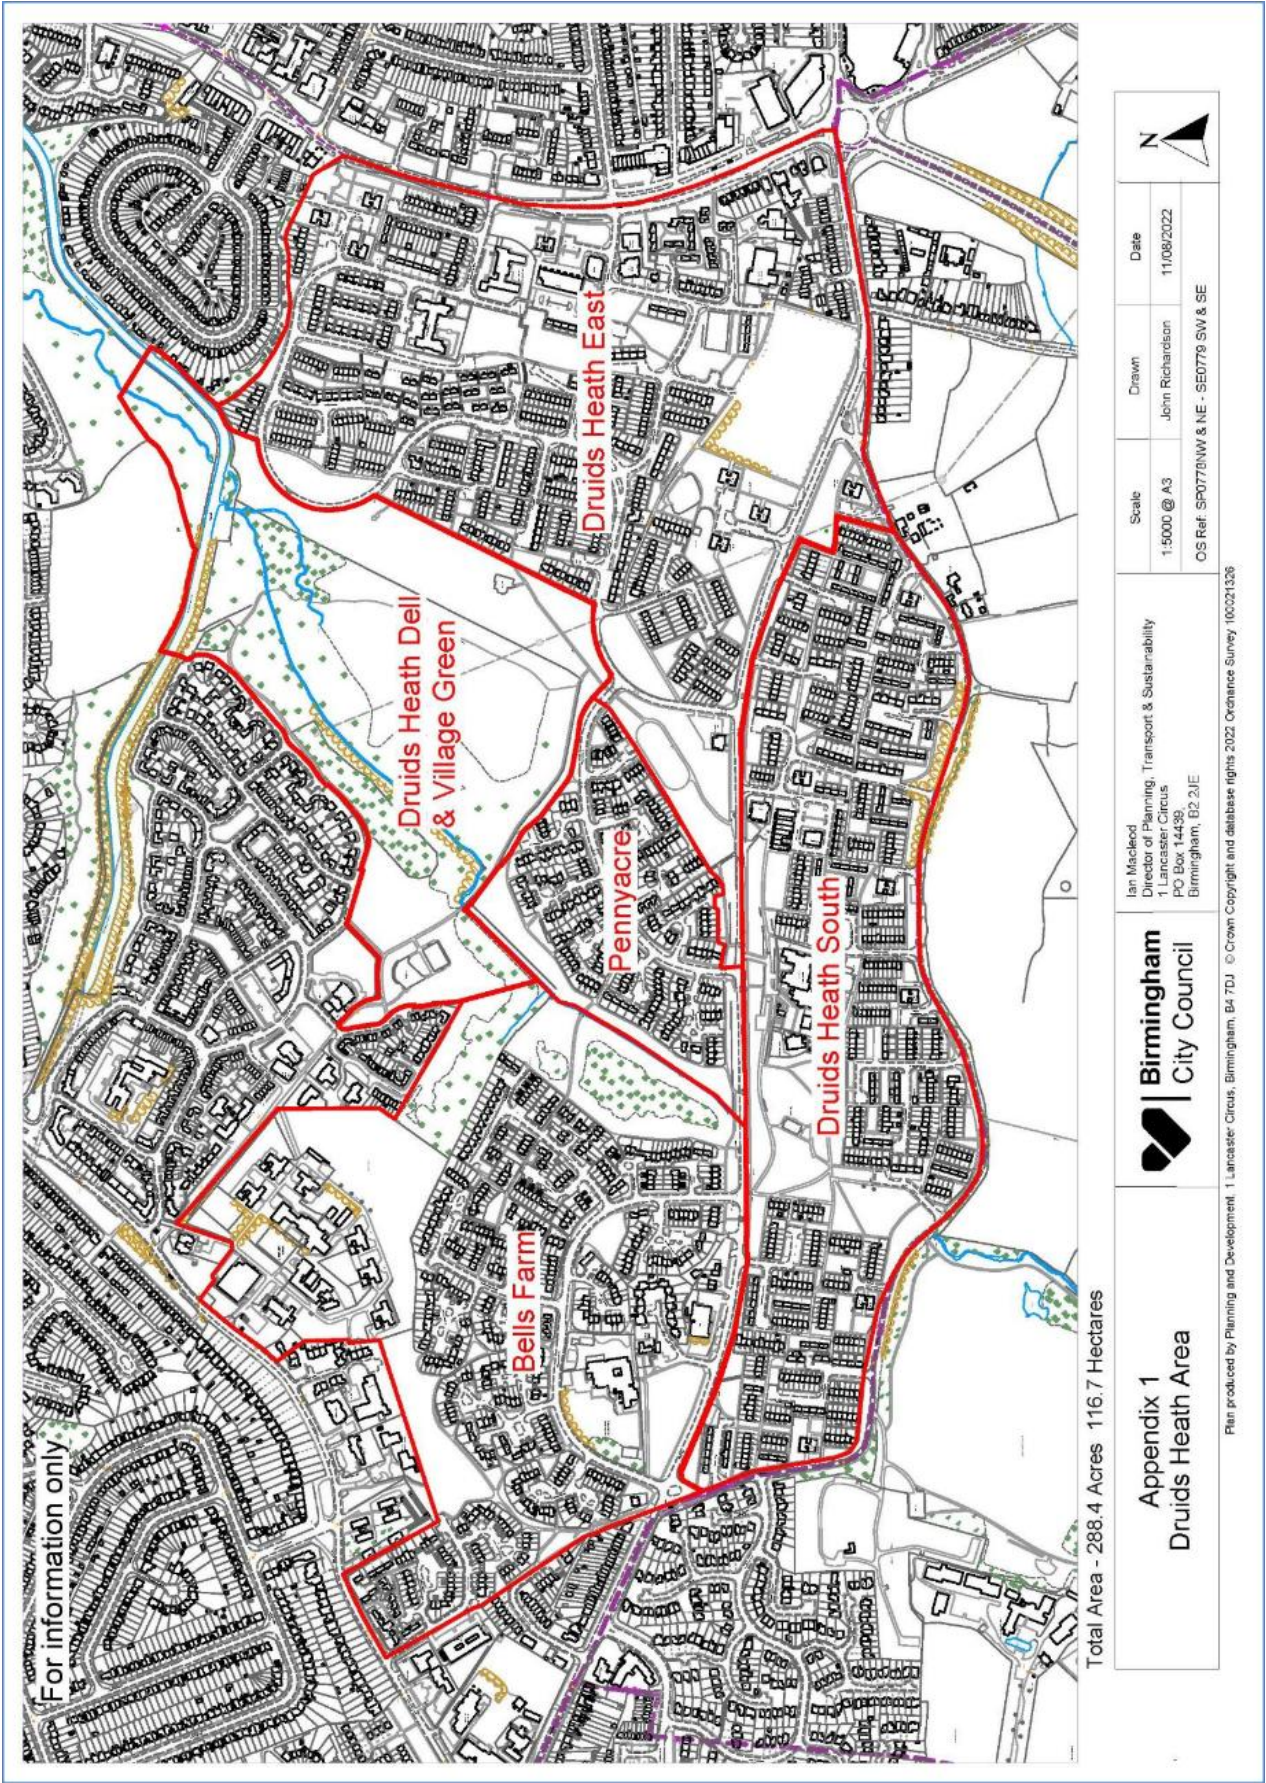 For information only
Druids Heath Dell
& Village Green
Druids Heath East
Pennyacre
Bells Farm
Druids Heath South
Total Area - 288.4 Acres 116.7 Hectares
Appendix 1
Druids Heath Area
Birmingham
City Council
Ian Macleod
Director of Planning, Transport & Sustainability
1 Lancaster Circus
PO Box 14439,
Birmingham, B2 2JE
Scale
1:5000 @ A3
Drawn
John Richardson
Date
11/08/2022
N
OS Ref: SP0778NW & NE - SE0779 SW & SE
Plan produced by Planning and Development, 1 Lancaster Circus, Birmingham, B4 7DJ © Crown Copyright and database rights 2022 Ordnance Survey 100021326